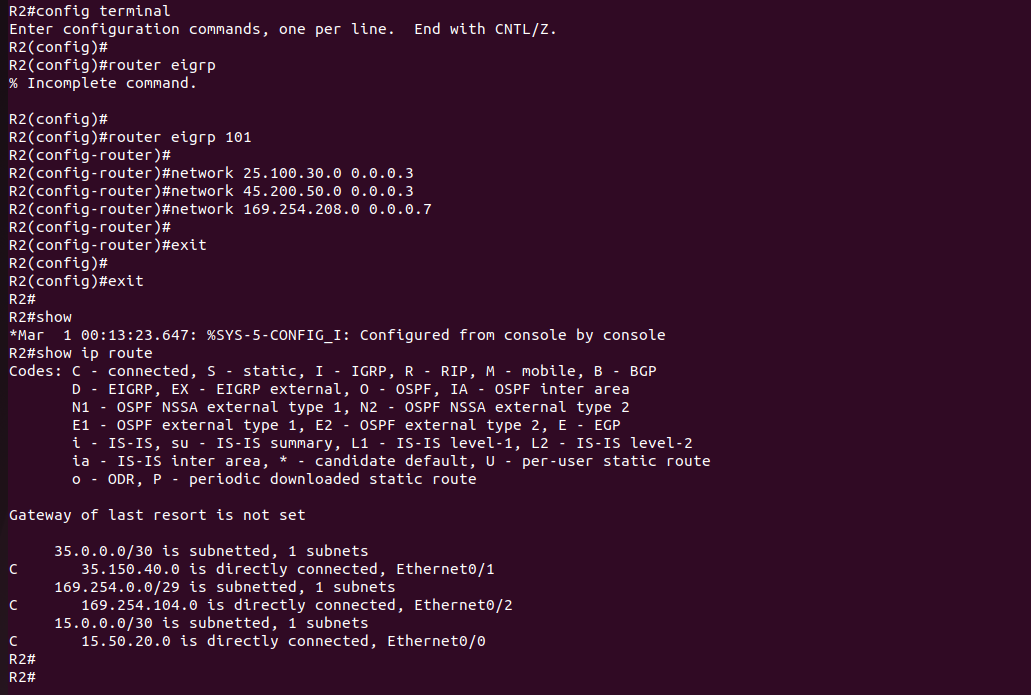 R2#config terminal
Enter configuration commands, one per line.  End with CNTL/Z.
R2(config)#
R2(config)#router eigrp
% Incomplete command.

R2(config)#
R2(config)#router eigrp 101
R2(config-router)#
R2(config-router)#network 25.100.30.0 0.0.0.3
R2(config-router)#network 45.200.50.0 0.0.0.3
R2(config-router)#network 169.254.208.0 0.0.0.7
R2(config-router)#
R2(config-router)#exit
R2(config)#
R2(config)#exit
R2#
R2#show
*Mar  1 00:13:23.647: %SYS-5-CONFIG_I: Configured from console by console
R2#show ip route
Codes: C - connected, S - static, I - IGRP, R - RIP, M - mobile, B - BGP
       D - EIGRP, EX - EIGRP external, O - OSPF, IA - OSPF inter area
       N1 - OSPF NSSA external type 1, N2 - OSPF NSSA external type 2
       E1 - OSPF external type 1, E2 - OSPF external type 2, E - EGP
       i - IS-IS, su - IS-IS summary, L1 - IS-IS level-1, L2 - IS-IS level-2
       ia - IS-IS inter area, * - candidate default, U - per-user static route
       o - ODR, P - periodic downloaded static route

Gateway of last resort is not set

     35.0.0.0/30 is subnetted, 1 subnets
C       35.150.40.0 is directly connected, Ethernet0/1
     169.254.0.0/29 is subnetted, 1 subnets
C       169.254.104.0 is directly connected, Ethernet0/2
     15.0.0.0/30 is subnetted, 1 subnets
C       15.50.20.0 is directly connected, Ethernet0/0
R2#
R2#